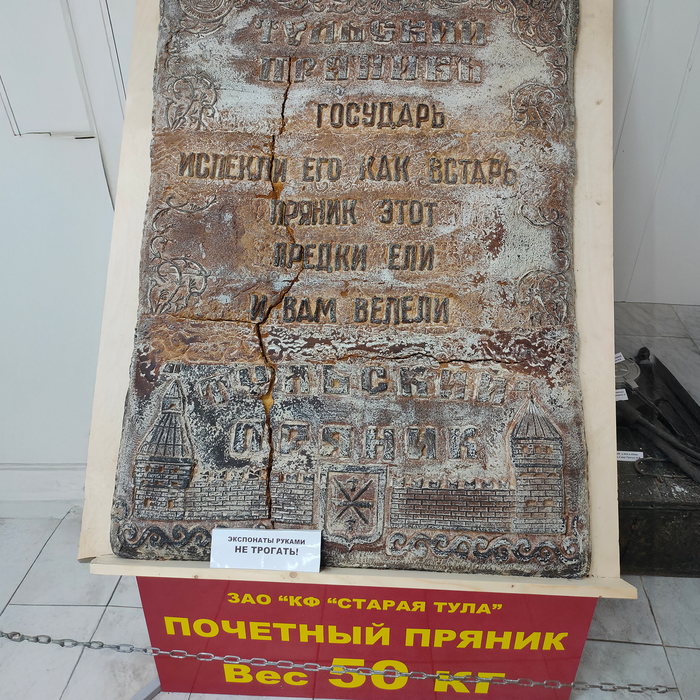 ТУЛЬСКОЙ
ПРЯНИКЪ
ГОСУДАРЬ
ИСПЕКЛИ ЕГО КАК ВСТАРЬ
ПРЯНИК ЭТОТ
ПРЕДКИ ЕЛИ
И ВАМ ВЕЛЕЛИ
ТУЛЬСКИЙ
ПРЯНИК
ЭКСПОНАТЫ РУКАМИ
НЕ ТРОГАТЬ!
ЗАО "КФ "СТАРАЯ ТУЛА"
ПОЧЕТНЫЙ ПРЯНИК
Вес 50 кг